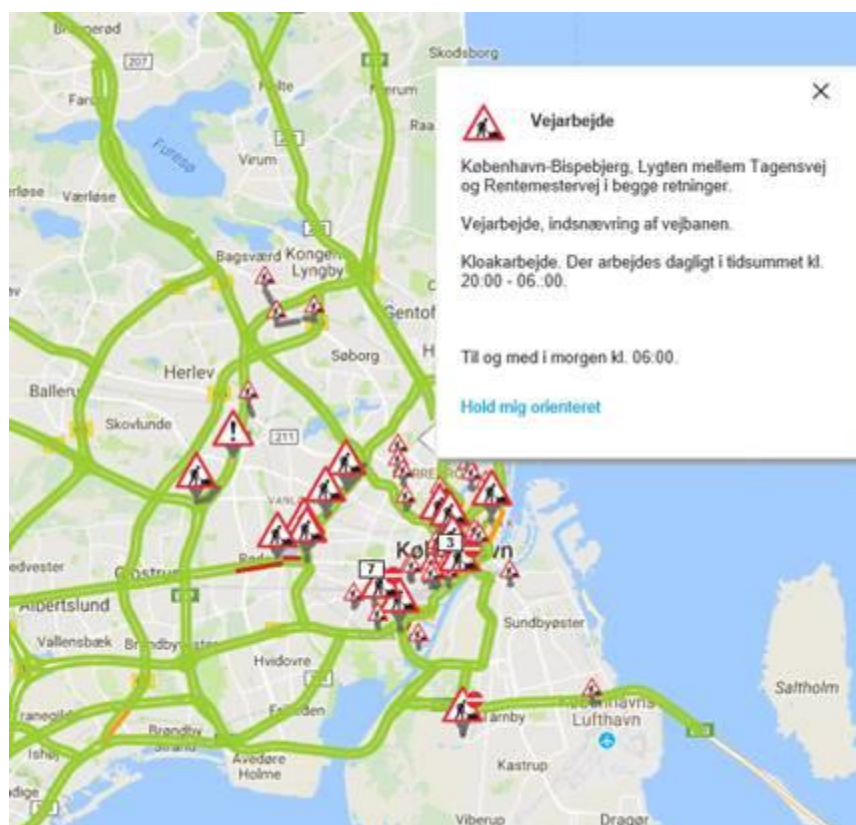 Skodsborg
207
Farum
Furesø
Virum
Værløse
Bagsværd
Kongens
Lyngby
Søborg
Herlev
Skovlunde
211
7
3
Albertslund
Vallensbæk
Hvidovre
Sundbyøster
Saltholm
Lufthavn
Brøndby
Strand
Avedøre
Holme
Ishøj
Kastrup
Viberup
Dragør
Vejarbejde
København-Bispebjerg, Lygten mellem Tagensvej
og Rentemestervej i begge retninger.
Vejarbejde, indsnævring af vejbanen.
Kloakarbejde. Der arbejdes dagligt i tidsummet kl.
20:00 - 06.:00.
Til og med i morgen kl. 06:00.
Hold mig orienteret